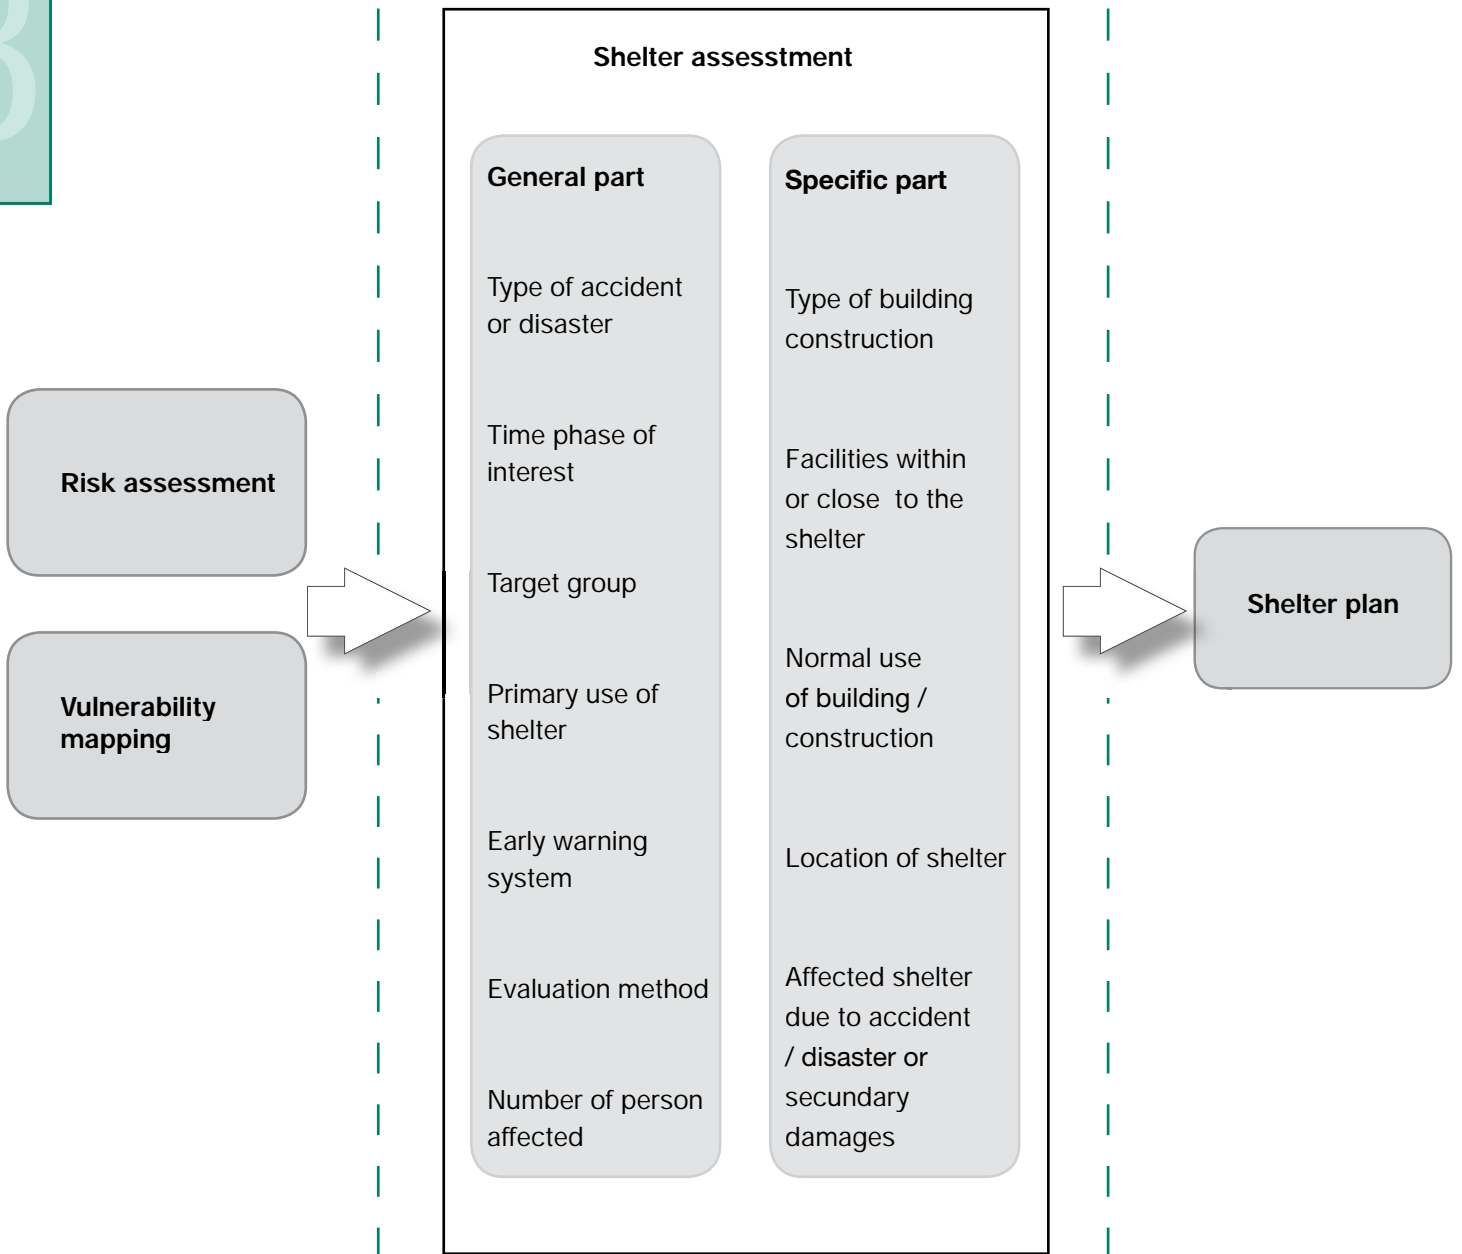 3
Shelter assesstment
General part
Type of accident
or disaster
Time phase of
interest
Target group
Primary use of
shelter
Early warning
system
Evaluation method
Number of person
affected
Specific part
Type of building
construction
Facilities within
or close to the
shelter
Normal use
of building /
construction
Location of shelter
Affected shelter
due to accident
/ disaster or
secundary
damages
Risk assessment
Vulnerability
mapping
Shelter plan